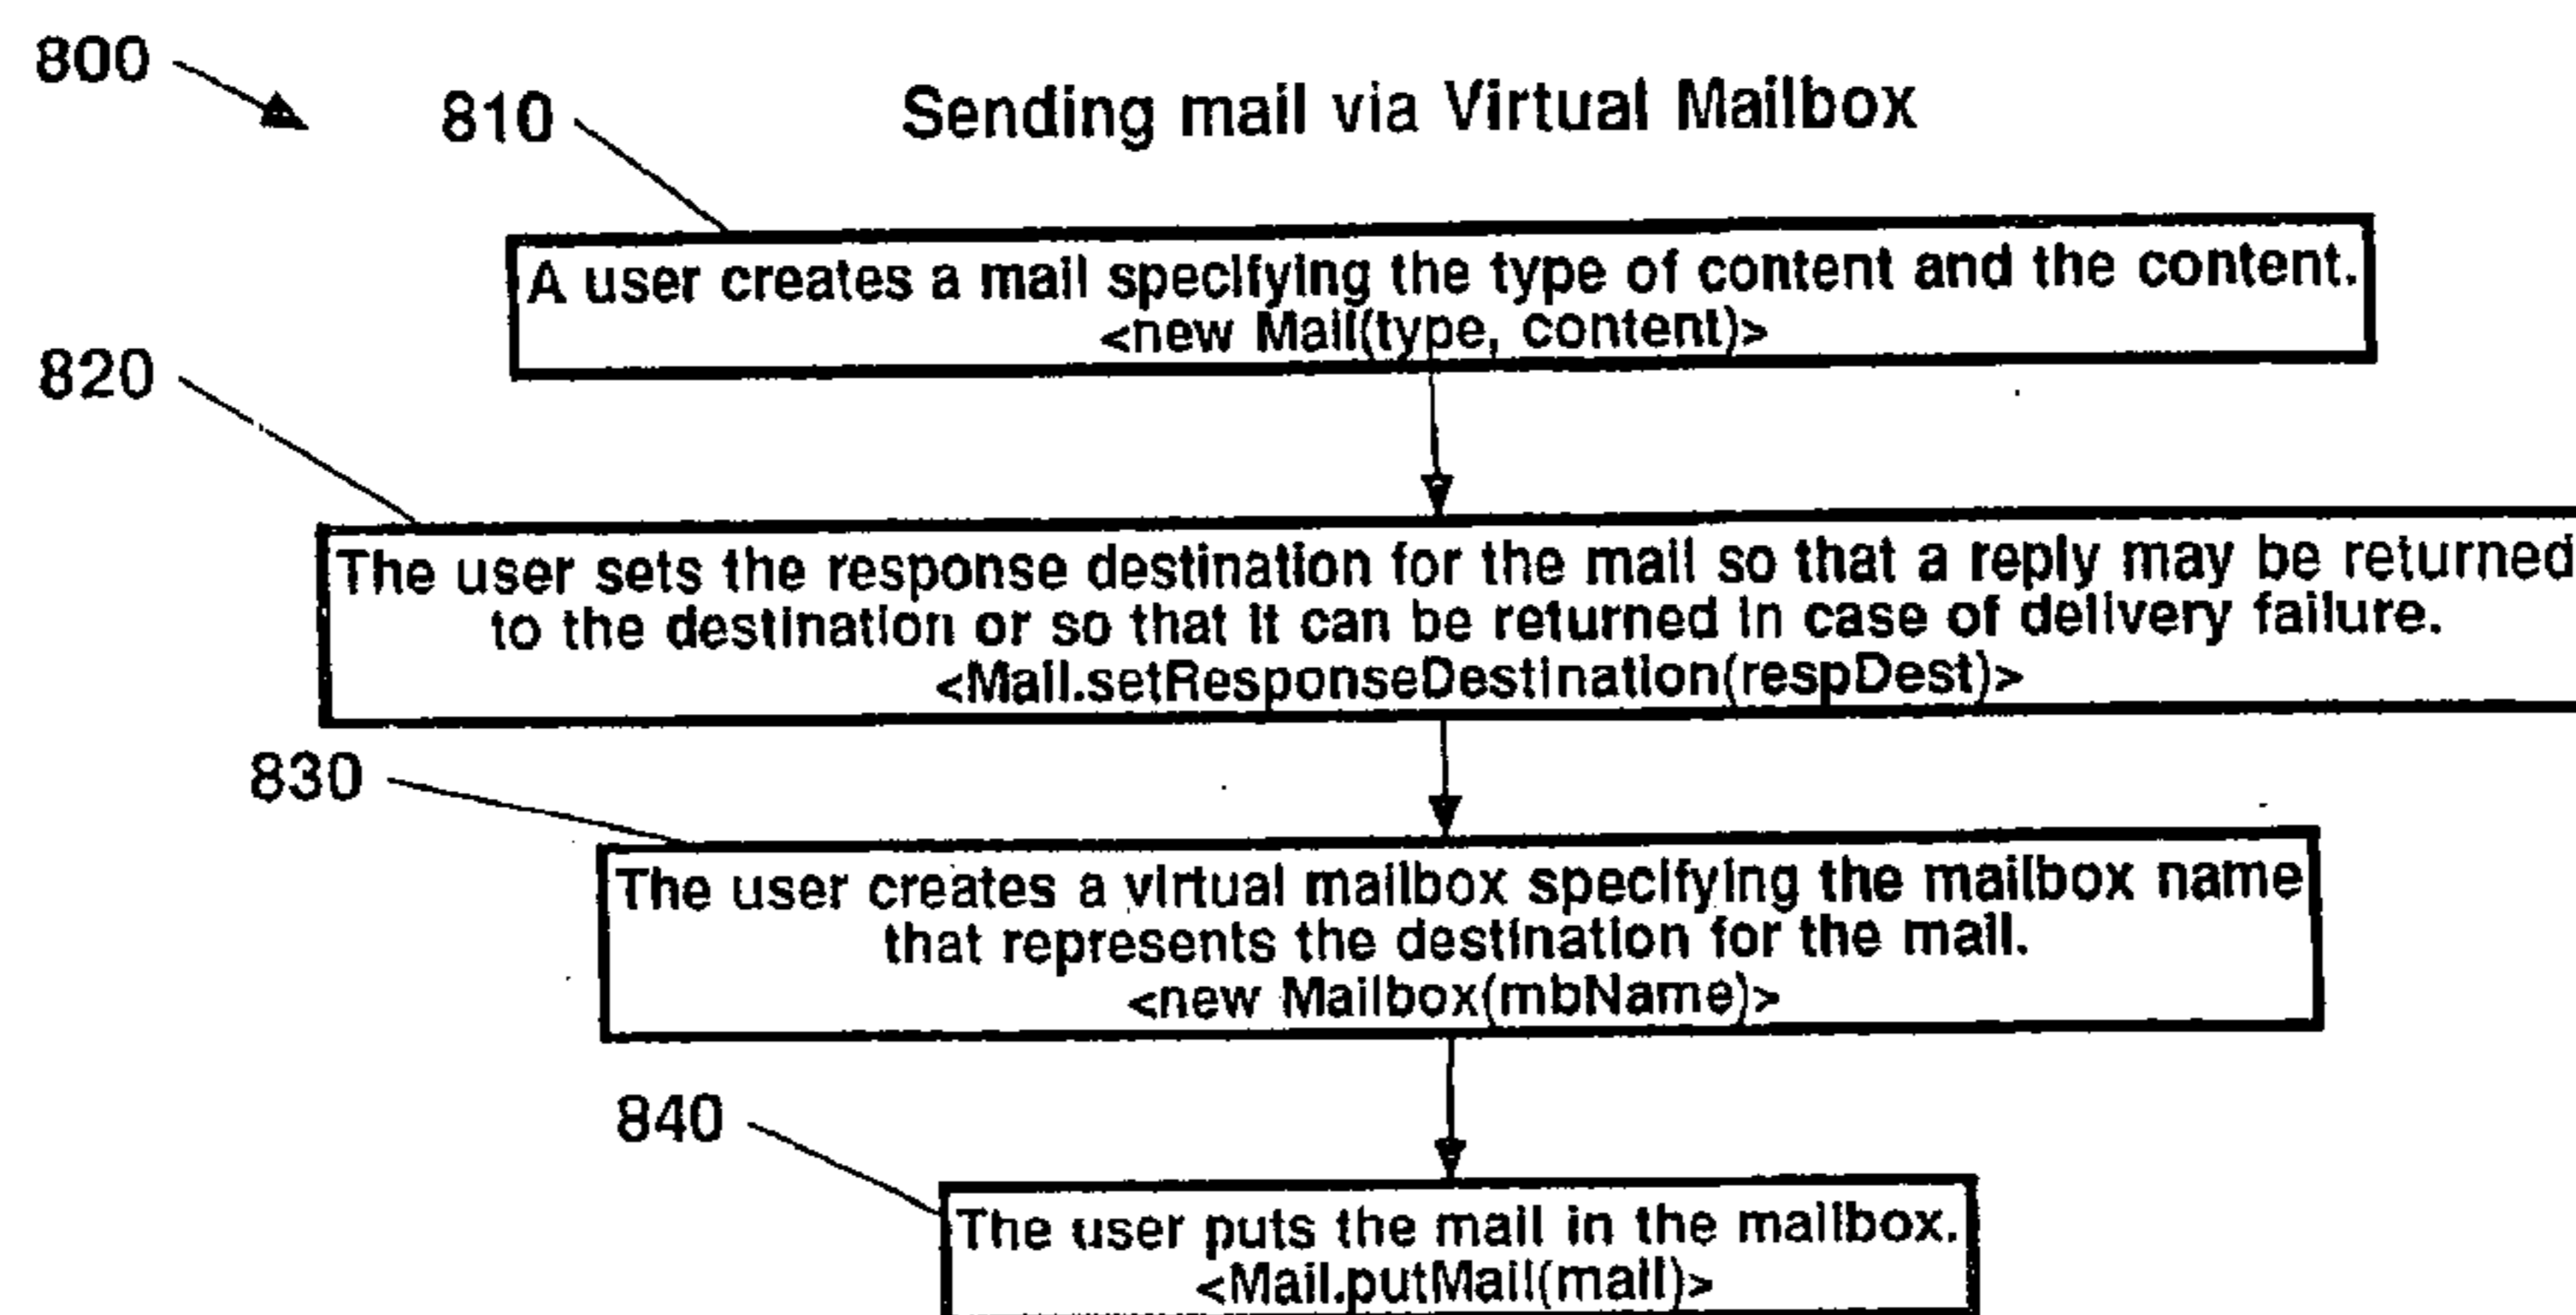 800
810
Sending mail via Virtual Mailbox
A user creates a mail specifying the type of content and the content.
<new Mail(type, content)>
820
The user sets the response destination for the mail so that a reply may be returned
to the destination or so that it can be returned in case of delivery failure.
<Mail.setResponseDestination(respDest)>
830
The user creates a virtual mailbox specifying the mailbox name
that represents the destination for the mail.
<new Mailbox(mbName)>
840
The user puts the mail in the mailbox.
<Mail.putMail(mail)>